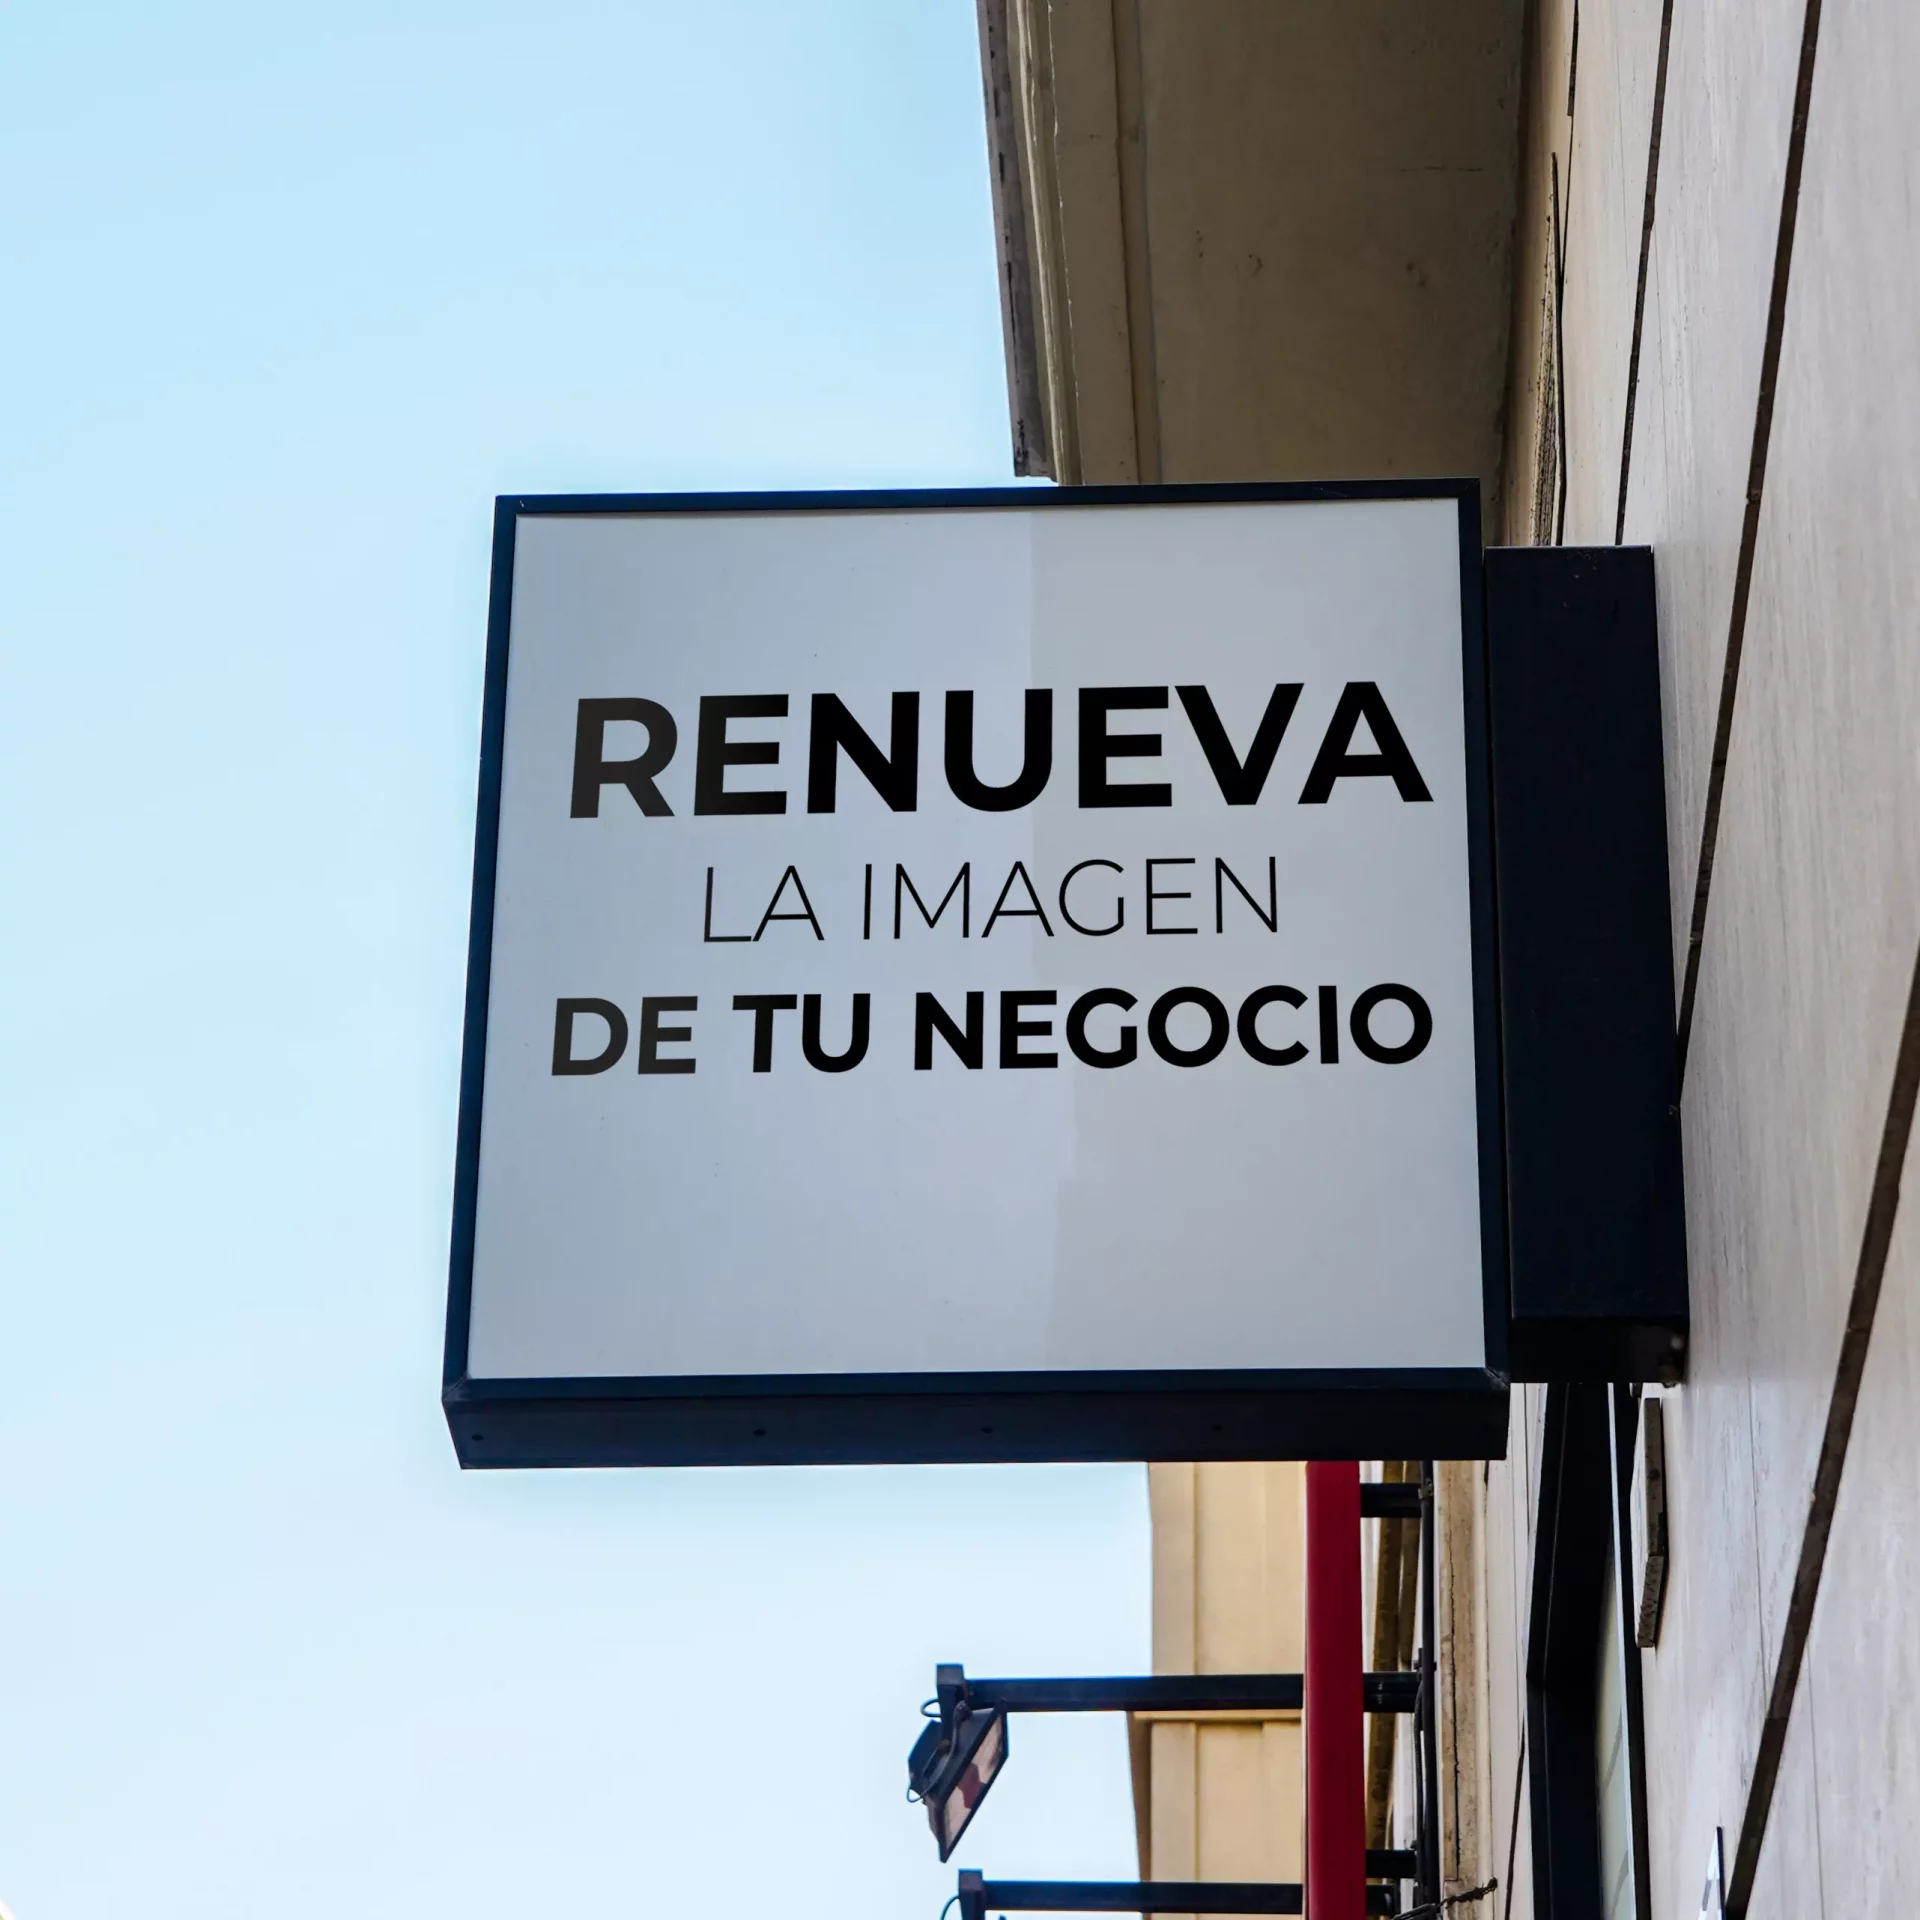 RENUEVA
LA IMAGEN
DE TU NEGOCIO